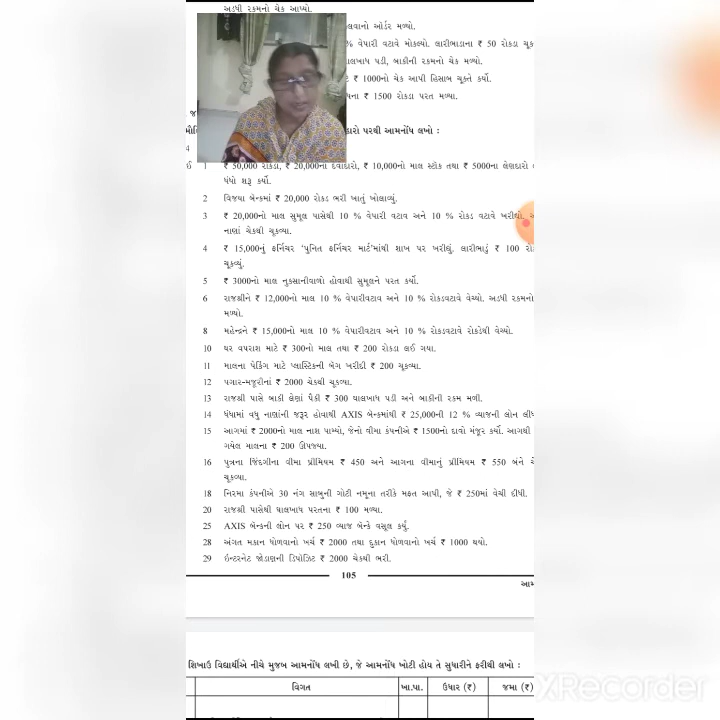 અડધી રકમનો ચેક આપ્યો.
લવાનો ઓર્ડર મળ્યો.
% વેપારી વટાવે મોકલ્યો. લારીભાડાના ₹ 50 રોકડા ચૂક
ાલખાધ પડી, બાકીની રકમનો ચેક મળ્યો.
₹ 1000નો ચેક આપી હિસાબ ચૂકતે કર્યો.
ના ₹ 1500 રોકડા પરત મળ્યા.
દારો પરથી આમનોંધ લખો :
1 ₹ 50,000 રોકડા, ₹ 20,000ના દેવાદારો, ₹ 10,000નો માલ સ્ટોક તથા ₹ 5000ના લેણદારો
ધંધો શરૂ કર્યો.
2 વિજયા બેન્કમાં ₹ 20,000 રોકડ ભરી ખાતું ખોલાવ્યું.
3 ₹ 20,000નો માલ સુમૂલ પાસેથી 10 % વેપારી વટાવ અને 10 % રોકડ વટાવે ખરીદ્યો.
નાણાં ચેકથી ચૂકવ્યા.
4 ₹ 15,000નું ફર્નિચર ‘પુનિત ફર્નિચર માર્ટ’માંથી શાખ પર ખરીદ્યું. લારીભાડું ₹ 100 રો
ચૂકવ્યું.
5 ₹ 3000નો માલ નુકસાનીવાળો હોવાથી સુમૂલને પરત કર્યો.
6 રાજશ્રીને ₹ 12,000નો માલ 10 % વેપારીવટાવ અને 10 % રોકડવટાવે વેચ્યો. અડધી રકમનો
મળ્યો.
8 મહેન્દ્રને ₹ 15,000નો માલ 10 % વેપારીવટાવ અને 10 % રોકડવટાવે રોકડેથી વેચ્યો.
10 ઘર વપરાશ માટે ₹ 300નો માલ તથા ₹ 200 રોકડા લઈ ગયા.
11 માલના પેકિંગ માટે પ્લાસ્ટિકની બેગ ખરીદી ₹ 200 ચૂકવ્યા.
12 પગાર-મજૂરીનાં ₹ 2000 ચેકથી ચૂકવ્યા.
13 રાજશ્રી પાસે બાકી લેણાં પૈકી ₹ 300 ઘાલખાધ પડી અને બાકીની રકમ મળી.
14 ધંધામાં વધુ નાણાંની જરૂર હોવાથી AXIS બેન્કમાંથી ₹ 25,000ની 12 % વ્યાજની લોન લીધ
15 આગમાં ₹ 2000નો માલ નાશ પામ્યો, જેનો વીમા કંપનીએ ₹ 1500નો દાવો મંજૂર કર્યો. આગથી
ગયેલ માલના ₹ 200 ઊપજ્યા.
16 પુત્રના જિંદગીના વીમા પ્રીમિયમ ₹ 450 અને આગના વીમાનું પ્રીમિયમ ₹ 550 બંને ચે
ચૂકવ્યા.
18 નિરમા કંપનીએ 30 નંગ સાબુની ગોટી નમૂના તરીકે મફત આપી, જે ₹ 250માં વેચી દીધી.
20 રાજશ્રી પાસેથી ઘાલખાધ પરતના ₹ 100 મળ્યા.
25 AXIS બેન્કની લોન પર ₹ 250 વ્યાજ બેન્કે વસૂલ કર્યું.
28 અંગત મકાન ધોળવાનો ખર્ચ ₹ 2000 તથા દુકાન ધોળવાનો ખર્ચ ₹ 1000 થયો.
29 ઇન્ટરનેટ જોડાણની ડિપોઝિટ ₹ 2000 ચેકથી ભરી.
105
આમ
શિખાઉ વિદ્યાર્થીએ નીચે મુજબ આમનોંધ લખી છે, જે આમનોંધ ખોટી હોય તે સુધારીને ફરીથી લખો :
વિગત ખા.પા. ઉધાર (₹) જમા (₹)
XRecorder